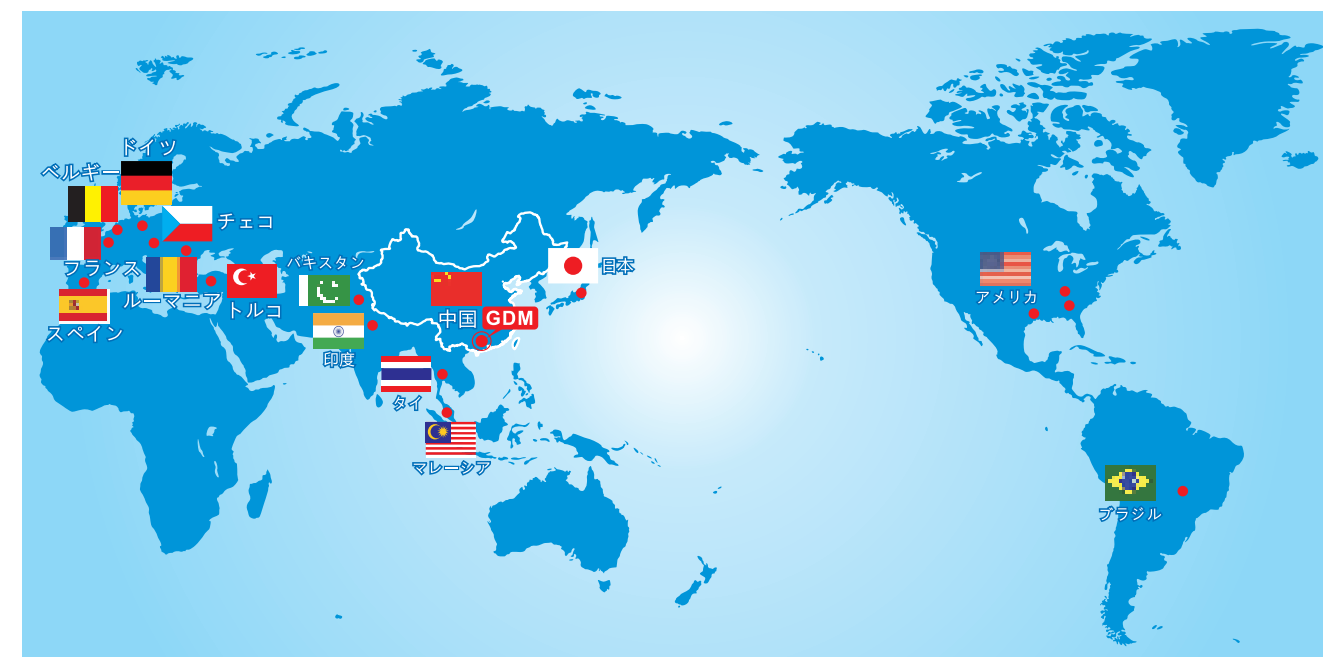 ドイツ
ベルギー
チェコ
フランス
パキスタン
日本
ルーマニア
トルコ
アメリカ
中国 GDM
スペイン
印度
タイ
マレーシア
ブラジル